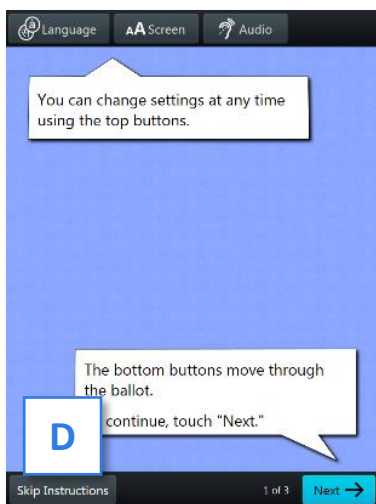 Language AA Screen Audio
You can change settings at any time
using the top buttons.
The bottom buttons move through
the ballot.
continue, touch "Next."
D
Skip Instructions 1 of 3 Next